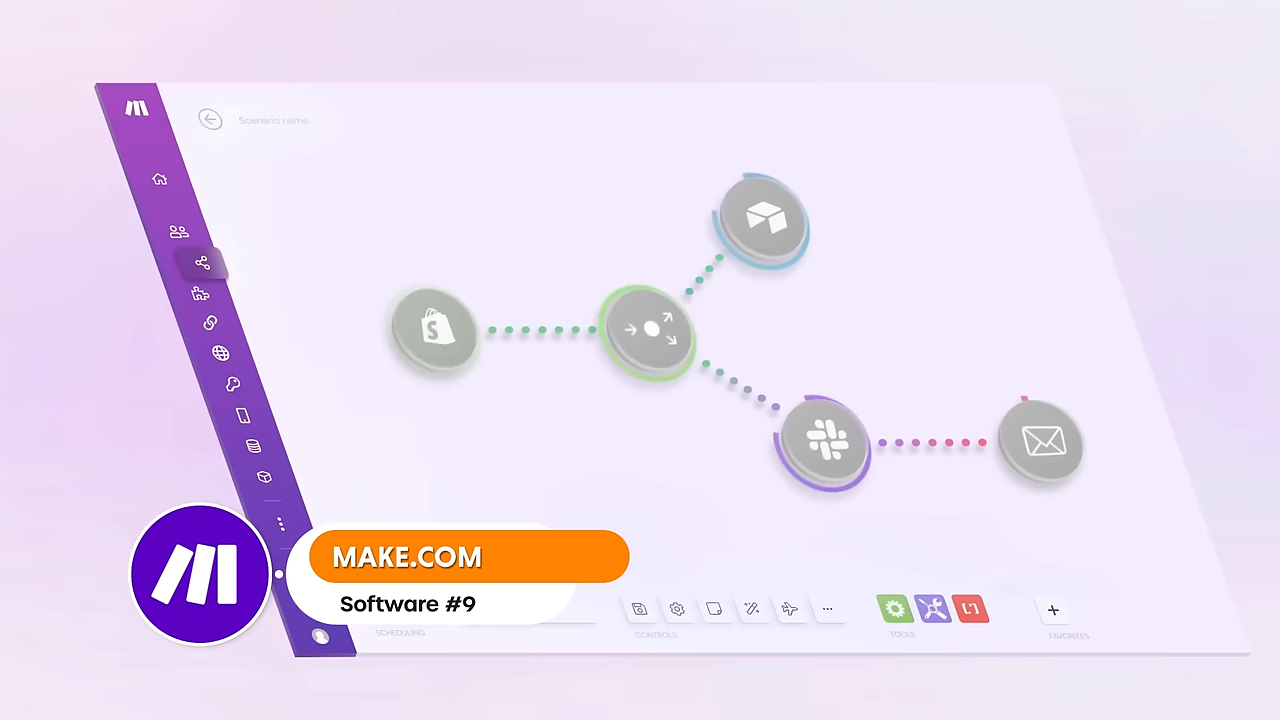 Scenario name
MAKE.COM
Software #9
SCHEDULING
CONTROLS
TOOLS
FAVORITES